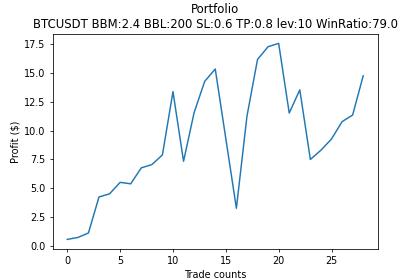 Portfolio
BTCUSDT BBM:2.4 BBL:200 SL:0.6 TP:0.8 lev:10 WinRatio:79.0
Profit ($)
17.5
15.0
12.5
10.0
7.5
5.0
2.5
0.0
0 5 10 15 20 25
Trade counts